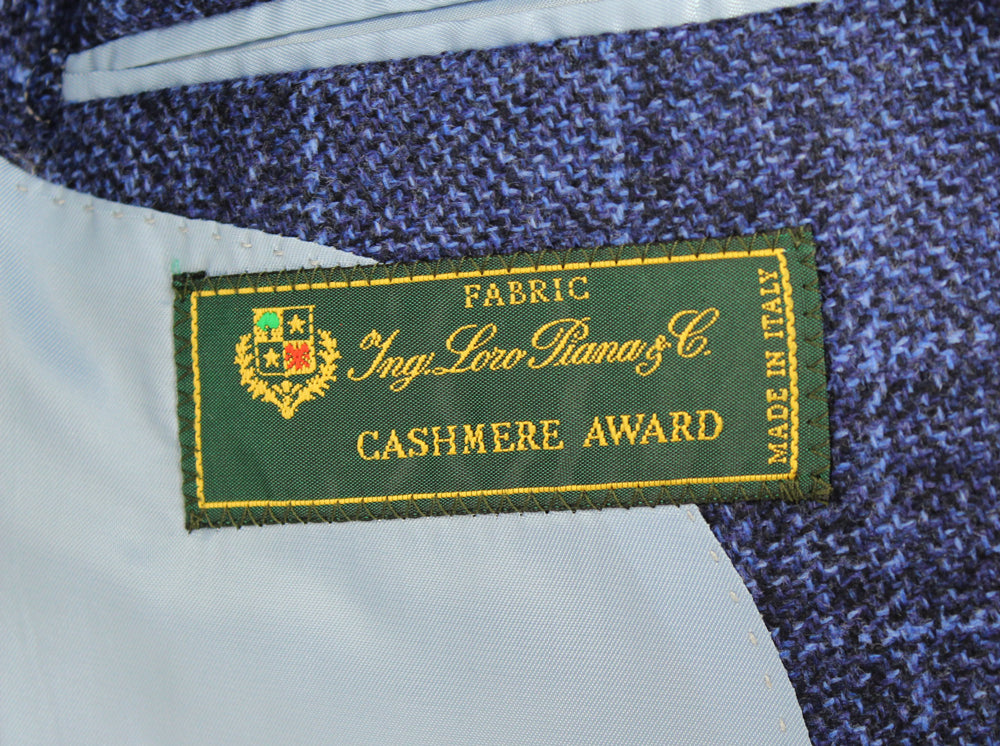 FABRIC
Ing. Loro Piana & C.
CASHMERE AWARD
MADE IN ITALY